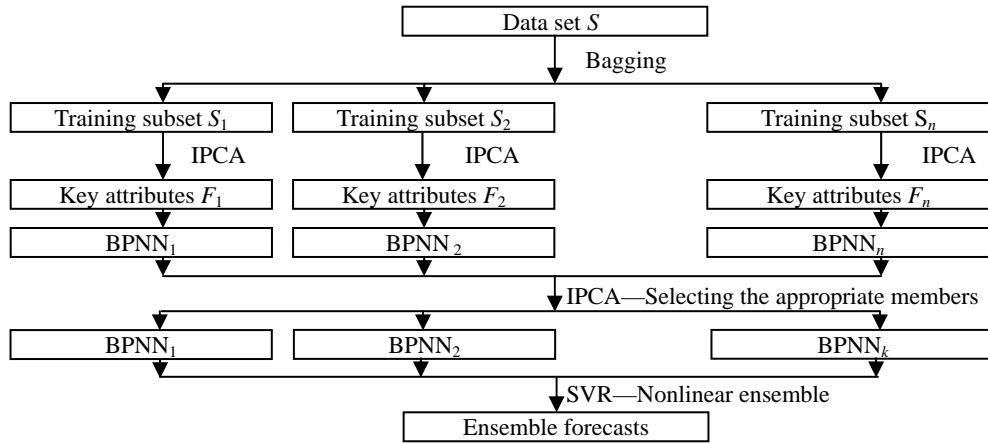 Data set S
Bagging
Training subset S1 Training subset S2 Training subset Sn
IPCA IPCA IPCA
Key attributes F1 Key attributes F2 Key attributes Fn
BPNN1 BPNN2 BPNNn
IPCA—Selecting the appropriate members
BPNN1 BPNN2 BPNNk
SVR—Nonlinear ensemble
Ensemble forecasts